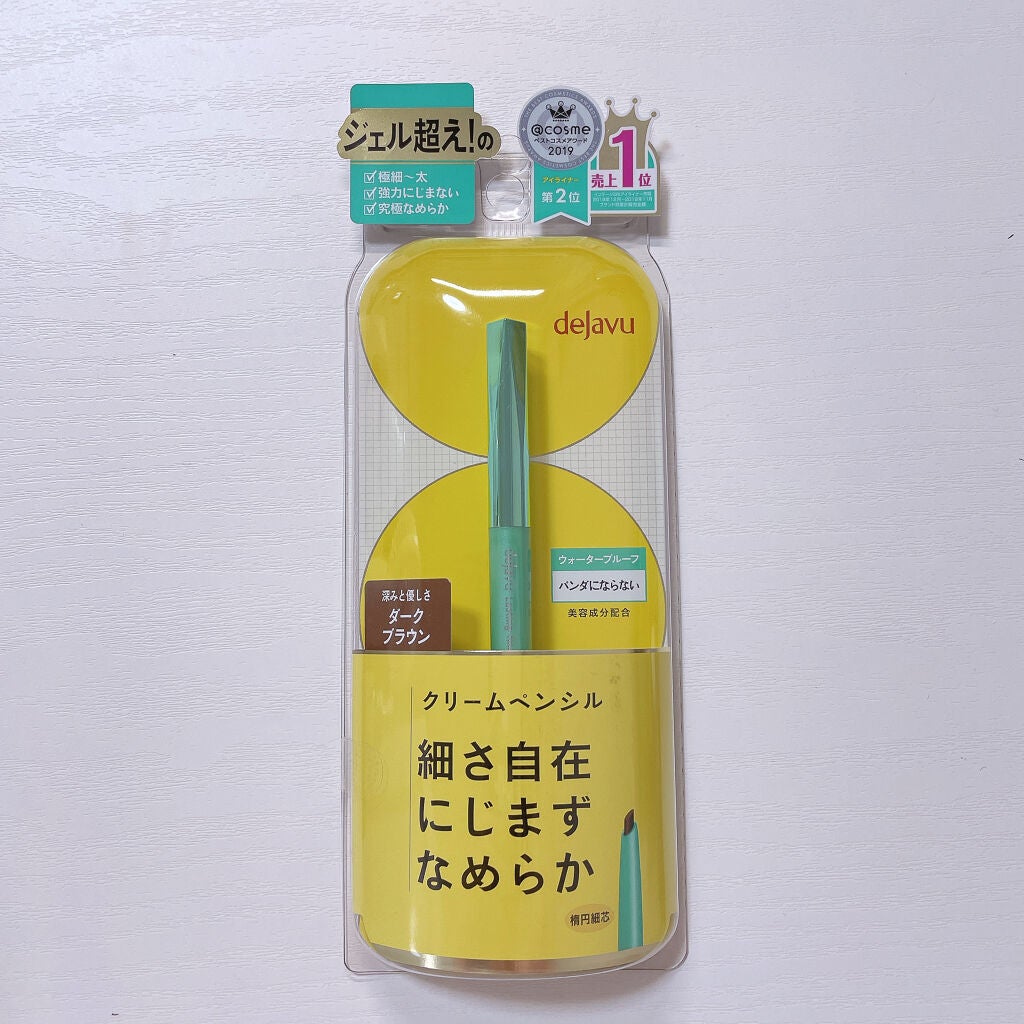 ジェル超え!の
極細〜太
強力ににじまない
究極なめらか
@cosme
ベストコスメアワード
2019
アイライナー
第2位
売上1位
deJavu
ウォータープルーフ
パンダにならない
美容成分配合
深みと優しさ
ダーク
ブラウン
クリームペンシル
細さ自在
にじまず
なめらか
楕円細芯